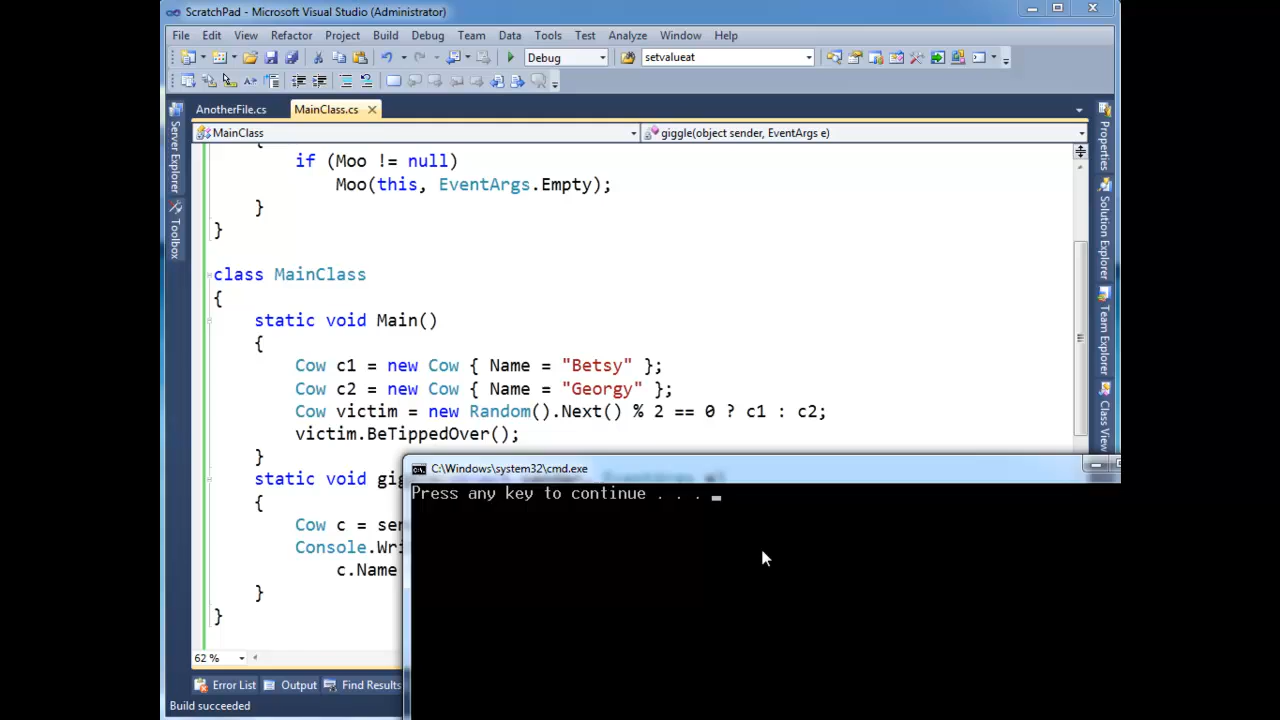 ScratchPad - Microsoft Visual Studio (Administrator)
File Edit View Refactor Project Build Debug Team Data Tools Test Analyze Window Help
Debug setvalueat
AnotherFile.cs MainClass.cs
MainClass giggle(object sender, EventArgs e)
{
if (Moo != null)
Moo(this, EventArgs.Empty);
}
}
class MainClass
{
static void Main()
{
Cow c1 = new Cow { Name = "Betsy" };
Cow c2 = new Cow { Name = "Georgy" };
Cow victim = new Random().Next() % 2 == 0 ? c1 : c2;
victim.BeTippedOver();
}
static void gig
{
Cow c = sen
Console.Wri
c.Name
}
}
C:\Windows\system32\cmd.exe
Press any key to continue . . .
62 %
Error List Output Find Results
Build succeeded
Server Explorer
Toolbox
Properties
Solution Explorer
Team Explorer
Class View